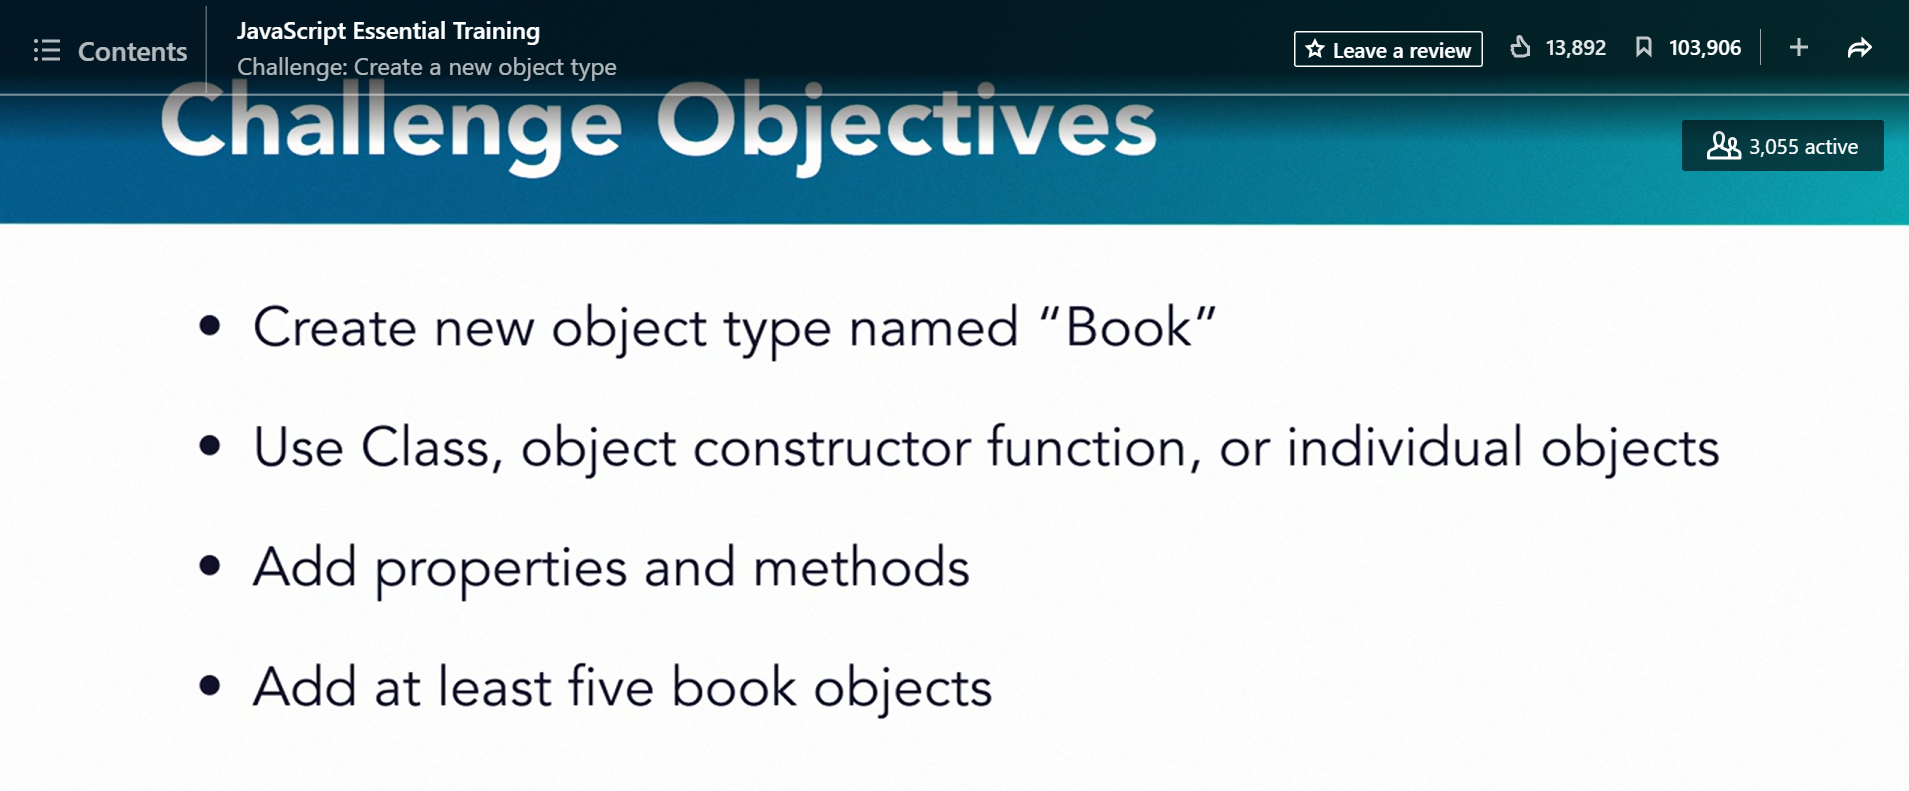 Contents
JavaScript Essential Training
Challenge: Create a new object type
Leave a review
13,892
103,906
Challenge Objectives
3,055 active
• Create new object type named “Book”
• Use Class, object constructor function, or individual objects
• Add properties and methods
• Add at least five book objects